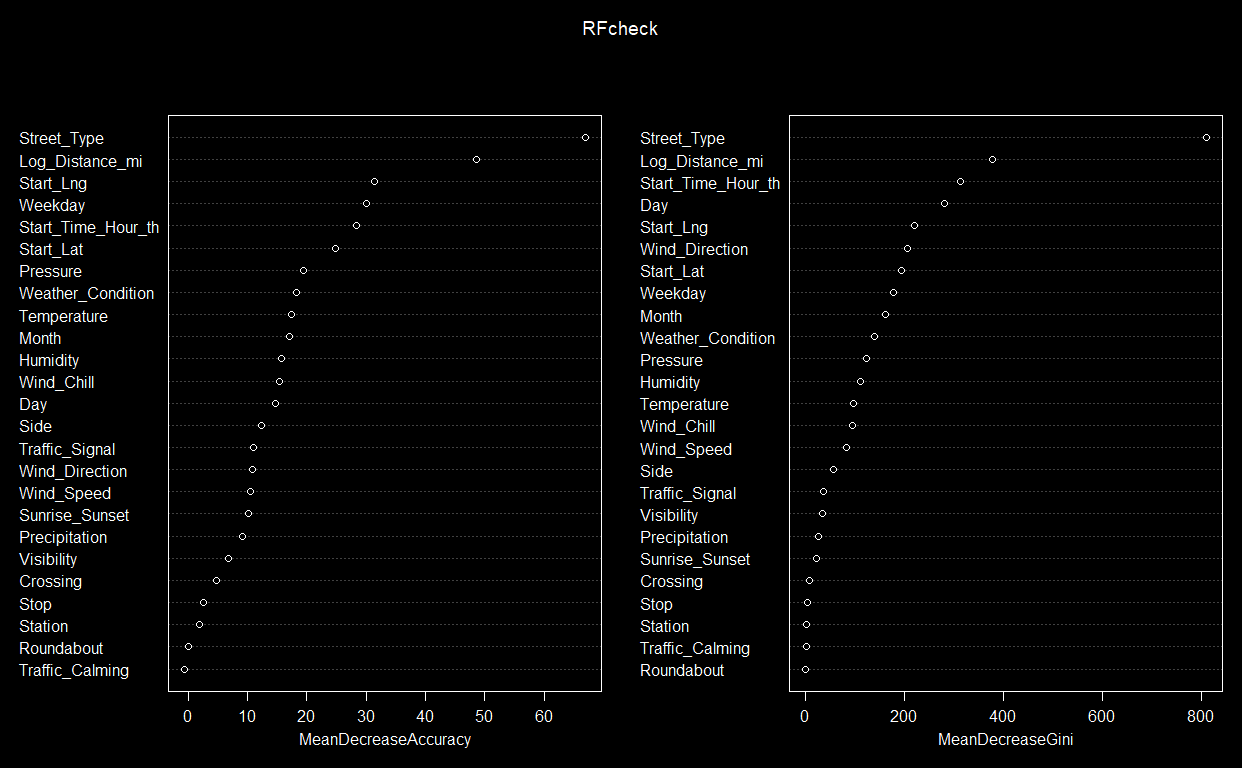 RFcheck
Street_Type
Log_Distance_mi
Start_Lng
Weekday
Start_Time_Hour_th
Start_Lat
Pressure
Weather_Condition
Temperature
Month
Humidity
Wind_Chill
Day
Side
Traffic_Signal
Wind_Direction
Wind_Speed
Sunrise_Sunset
Precipitation
Visibility
Crossing
Stop
Station
Roundabout
Traffic_Calming
0 10 20 30 40 50 60
MeanDecreaseAccuracy
Street_Type
Log_Distance_mi
Start_Time_Hour_th
Day
Start_Lng
Wind_Direction
Start_Lat
Weekday
Month
Weather_Condition
Pressure
Humidity
Temperature
Wind_Chill
Wind_Speed
Side
Traffic_Signal
Visibility
Precipitation
Sunrise_Sunset
Crossing
Stop
Station
Traffic_Calming
Roundabout
0 200 400 600 800
MeanDecreaseGini